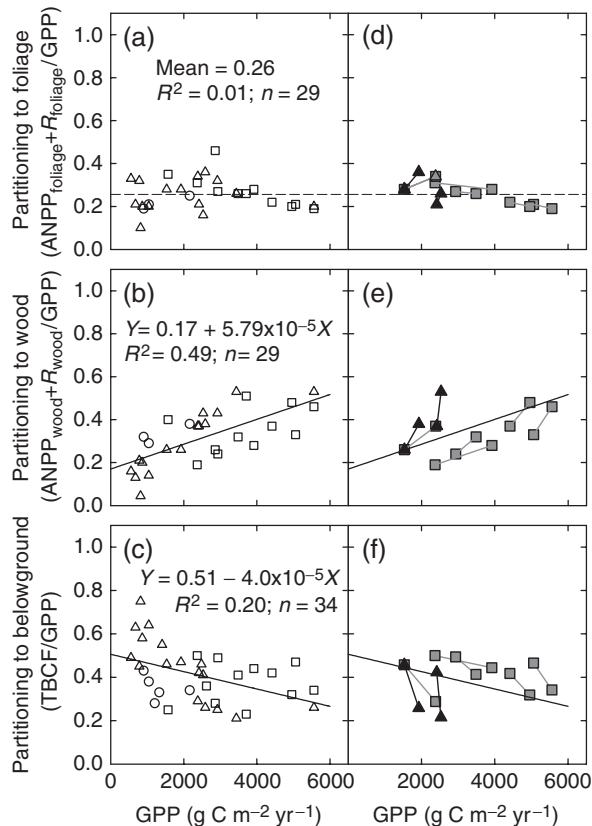 (a)
(d)
Mean = 0.26
R² = 0.01; n = 29
Partitioning to foliage
(ANPPfoliage+Rfoliage/GPP)
1.0
0.8
0.6
0.4
0.2
0.0
(b)
(e)
Y= 0.17 + 5.79x10⁻⁵X
R² = 0.49; n= 29
Partitioning to wood
(ANPPwood+Rwood/GPP)
1.0
0.8
0.6
0.4
0.2
0.0
(c)
(f)
Y = 0.51 − 4.0x10⁻⁵X
R² = 0.20; n = 34
Partitioning to belowground
(TBCF/GPP)
1.0
0.8
0.6
0.4
0.2
0.0
0 2000 4000 6000
0 2000 4000 6000
GPP (g C m⁻² yr⁻¹)
GPP (g C m⁻² yr⁻¹)